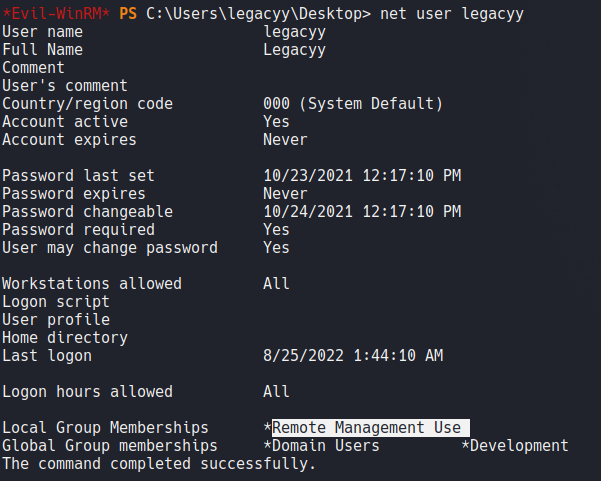 *Evil-WinRM* PS C:\Users\legacyy\Desktop> net user legacyy
User name                    legacyy
Full Name                    Legacyy
Comment
User's comment
Country/region code          000 (System Default)
Account active               Yes
Account expires              Never
Password last set            10/23/2021 12:17:10 PM
Password expires             Never
Password changeable          10/24/2021 12:17:10 PM
Password required            Yes
User may change password     Yes
Workstations allowed         All
Logon script
User profile
Home directory
Last logon                   8/25/2022 1:44:10 AM
Logon hours allowed          All
Local Group Memberships      *Remote Management Use
Global Group memberships     *Domain Users         *Development
The command completed successfully.